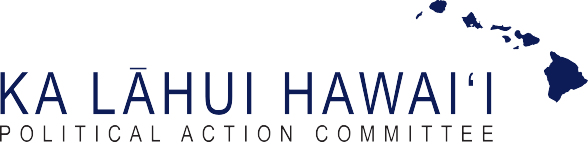 KA LĀHUI HAWAIʻI
POLITICAL ACTION COMMITTEE